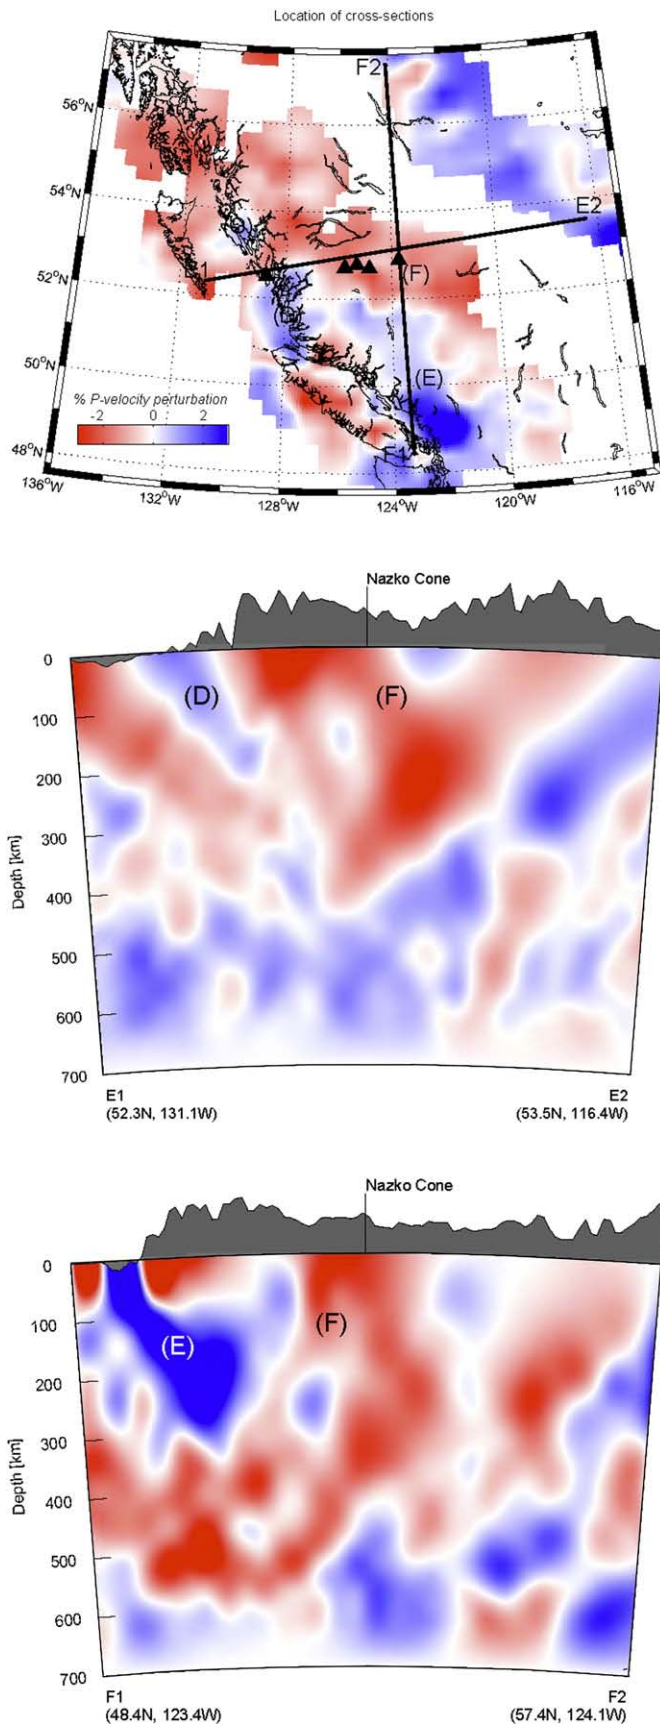 Location of cross-sections
F2
56°N
54°N
E2
52°N
1
(F)
50°N
(E)
% P-velocity perturbation
-2 0 2
F1
48°N
136°W
132°W
128°W
124°W
120°W
116°W
Nazko Cone
0
(D) (F)
100
200
300
Depth [km]
400
500
600
700
E1 E2
(52.3N, 131.1W) (53.5N, 116.4W)
Nazko Cone
0
(F)
100
(E)
200
300
Depth [km]
400
500
600
700
F1 F2
(48.4N, 123.4W) (57.4N, 124.1W)